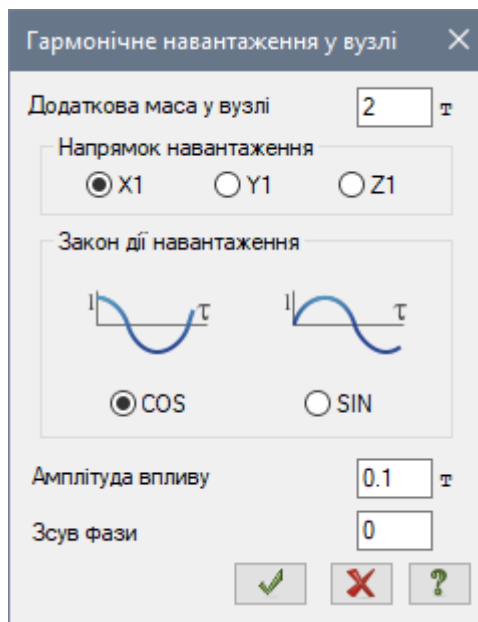 Гармонічне навантаження у вузлі
Додаткова маса у вузлі 2 т
Напрямок навантаження
X1 Y1 Z1
Закон дії навантаження
1 τ 1 τ
COS SIN
Амплітуда впливу 0.1 т
Зсув фази 0
?